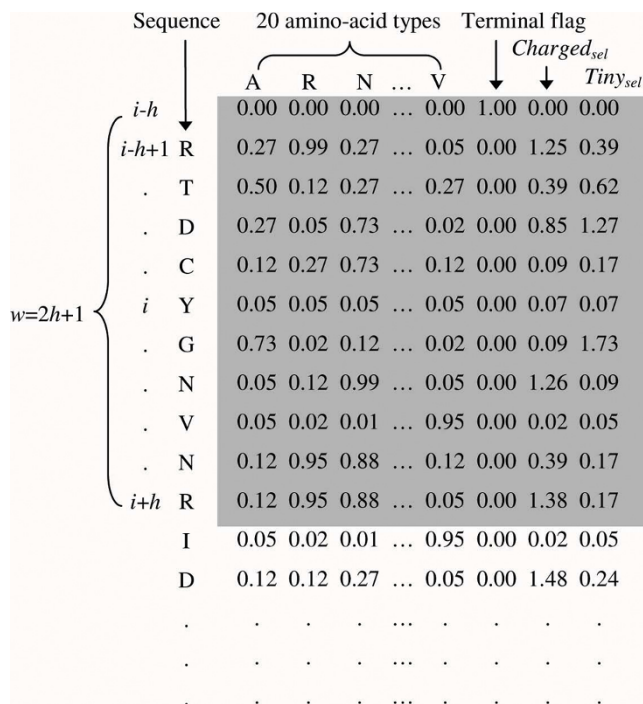 Sequence 20 amino-acid types Terminal flag
Charged_sel
Tiny_sel
A R N ... V
i-h 0.00 0.00 0.00 ... 0.00 1.00 0.00 0.00
i-h+1 R 0.27 0.99 0.27 ... 0.05 0.00 1.25 0.39
. T 0.50 0.12 0.27 ... 0.27 0.00 0.39 0.62
. D 0.27 0.05 0.73 ... 0.02 0.00 0.85 1.27
. C 0.12 0.27 0.73 ... 0.12 0.00 0.09 0.17
w=2h+1 i Y 0.05 0.05 0.05 ... 0.05 0.00 0.07 0.07
. G 0.73 0.02 0.12 ... 0.02 0.00 0.09 1.73
. N 0.05 0.12 0.99 ... 0.05 0.00 1.26 0.09
. V 0.05 0.02 0.01 ... 0.95 0.00 0.02 0.05
. N 0.12 0.95 0.88 ... 0.12 0.00 0.39 0.17
i+h R 0.12 0.95 0.88 ... 0.05 0.00 1.38 0.17
I 0.05 0.02 0.01 ... 0.95 0.00 0.02 0.05
D 0.12 0.12 0.27 ... 0.05 0.00 1.48 0.24
. . . . ... . . . .
. . . . ... . . . .
. . . . ... . . . .